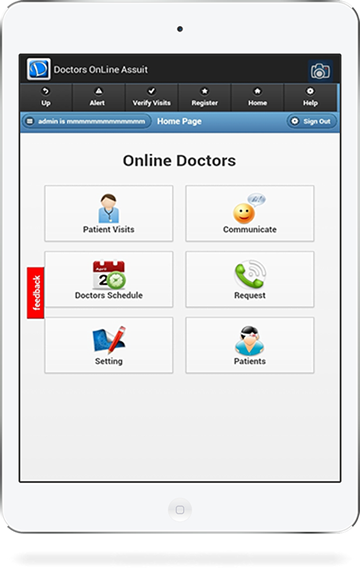 Doctors OnLine Assuit
Up Alert Verify Visits Register Home Help
admin is mmmmmmmmmmmmmm Home Page Sign Out
Online Doctors
Patient Visits Communicate
feedback
Doctors Schedule Request
Setting Patients